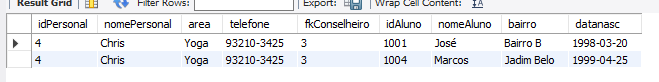 Result Grid Filter Rows: Export: Wrap Cell Content:
idPersonal nomePersonal area telefone fkConselheiro idAluno nomeAluno bairro datanasc
4 Chris Yoga 93210-3425 3 1001 José Bairro B 1998-03-20
4 Chris Yoga 93210-3425 3 1004 Marcos Jadim Belo 1999-04-25